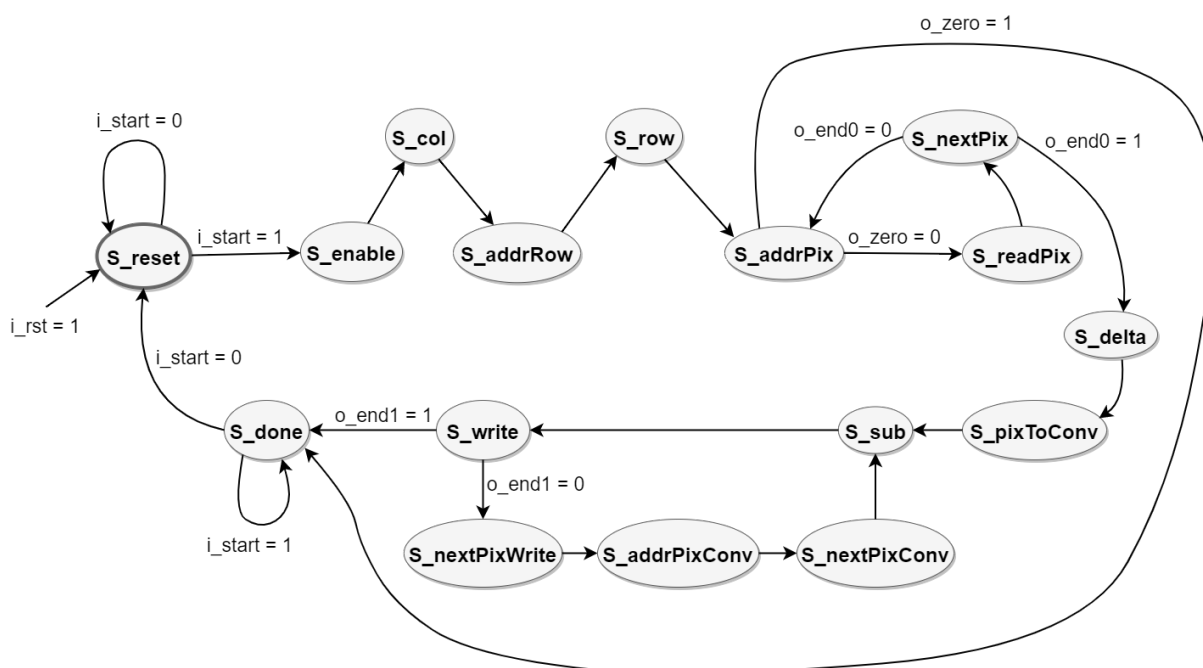 o_zero = 1
i_start = 0
S_col
S_row
o_end0 = 0
S_nextPix
o_end0 = 1
S_reset
i_start = 1
S_enable
S_addrRow
S_addrPix
o_zero = 0
S_readPix
i_rst = 1
S_delta
i_start = 0
S_done
o_end1 = 1
S_write
S_sub
S_pixToConv
o_end1 = 0
i_start = 1
S_nextPixWrite
S_addrPixConv
S_nextPixConv